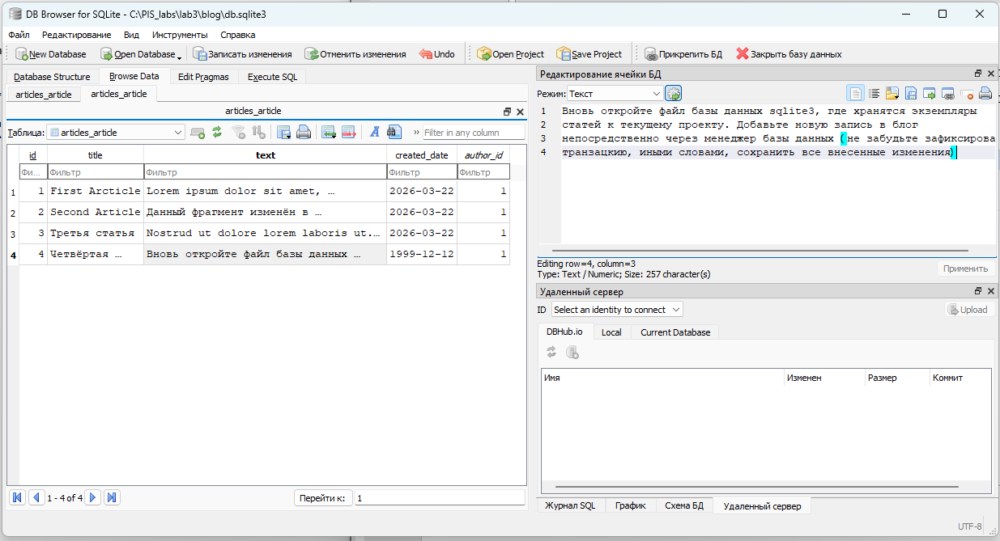 DB Browser for SQLite - C:\PIS_labs\lab3\blog\db.sqlite3
Файл Редактирование Вид Инструменты Справка
New Database Open Database Записать изменения Отменить изменения Undo Open Project Save Project Прикрепить БД Закрыть базу данных
Database Structure Browse Data Edit Pragmas Execute SQL
articles_article articles_article
articles_article
Таблица: articles_article » Filter in any column
id title text created_date author_id
Фи... Фильтр Фильтр Фильтр Фильтр
1 1 First Arcticle Lorem ipsum dolor sit amet, … 2026-03-22 1
2 2 Second Article Данный фрагмент изменён в … 2026-03-22 1
3 3 Третья статья Nostrud ut dolore lorem laboris ut.… 2026-03-22 1
4 4 Четвёртая … Вновь откройте файл базы данных … 1999-12-12 1
1 - 4 of 4 Перейти к: 1
Редактирование ячейки БД
Режим: Текст
1 Вновь откройте файл базы данных sqlite3, где хранятся экземпляры
2 статей к текущему проекту. Добавьте новую запись в блог
3 непосредственно через менеджер базы данных (не забудьте зафиксирова
4 транзакцию, иными словами, сохранить все внесенные изменения)
Editing row=4, column=3
Type: Text / Numeric; Size: 257 character(s)
Применить
Удаленный сервер
ID Select an identity to connect Upload
DBHub.io Local Current Database
Имя Изменен Размер Коммит
Журнал SQL График Схема БД Удаленный сервер
UTF-8